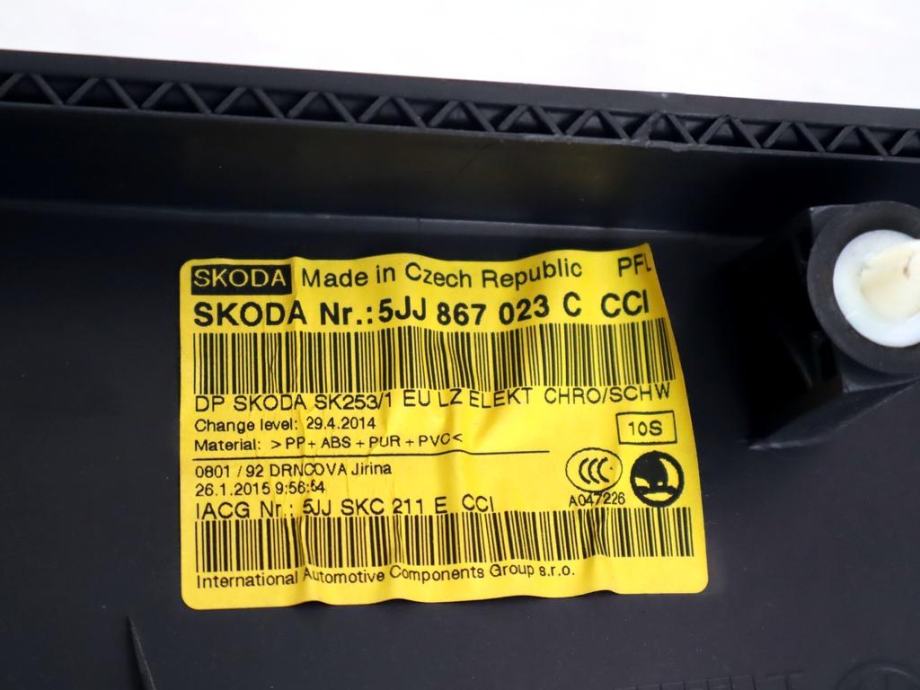 SKODA Made in Czech Republic PFL
SKODA Nr.: 5JJ 867 023 C CCI
DP SKODA SK253/1 EU LZ ELEKT CHRO/SCHW
Change level: 29.4.2014
Material: >PP+ABS+PUR+PVC<
10S
0801 / 92 DRNCOVA Jirina
26.1.2015 9:56:54
A047226
IACG Nr.: 5JJ SKC 211 E CCI
International Automotive Components Group s.r.o.